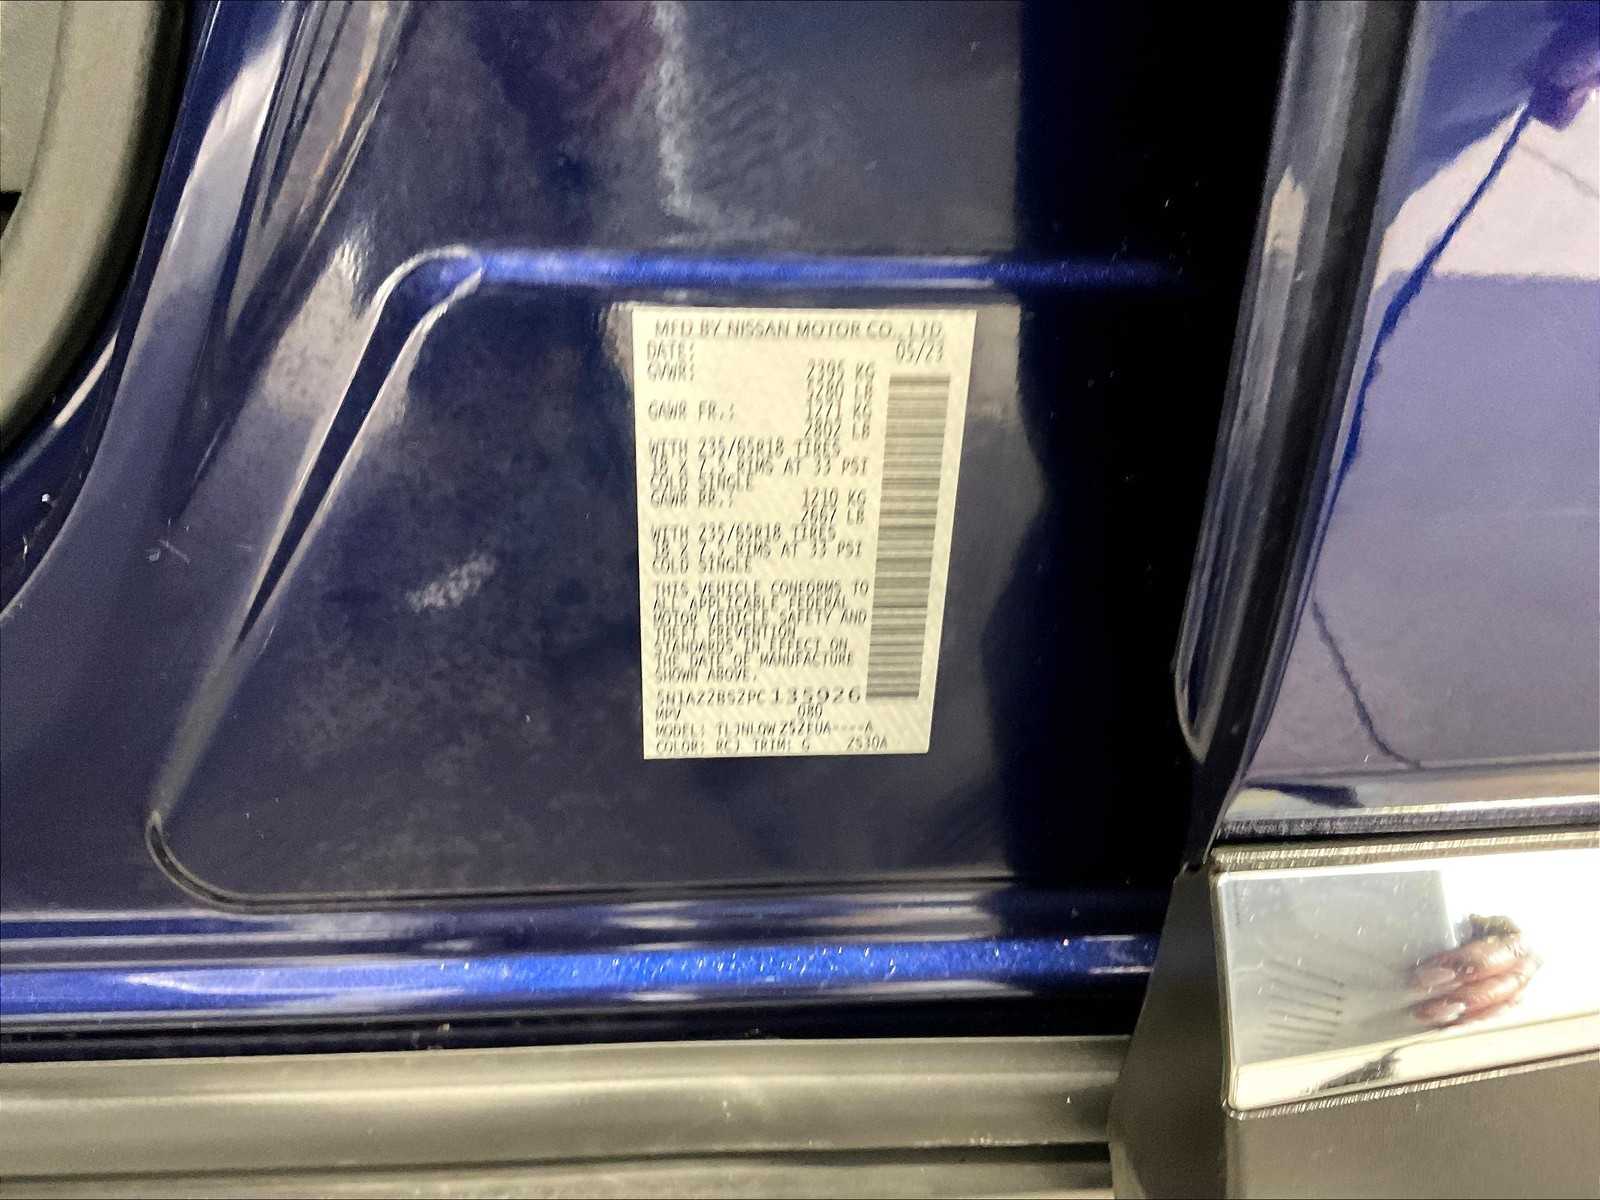 MFD BY NISSAN MOTOR CO., LTD.
DATE: 05/23
GVWR: 2395 KG
5280 LB
GAWR FR.: 1271 KG
2802 LB
WITH 235/65R18 TIRES
18 X 7.5 RIMS AT 33 PSI
COLD SINGLE
GAWR RR.: 1210 KG
2667 LB
WITH 235/65R18 TIRES
18 X 7.5 RIMS AT 33 PSI
COLD SINGLE
THIS VEHICLE CONFORMS TO
ALL APPLICABLE FEDERAL
MOTOR VEHICLE SAFETY AND
THEFT PREVENTION
STANDARDS IN EFFECT ON
THE DATE OF MANUFACTURE
SHOWN ABOVE.
135926
MPV 080
MODEL:
COLOR: RCJ TRIM: G Z530A